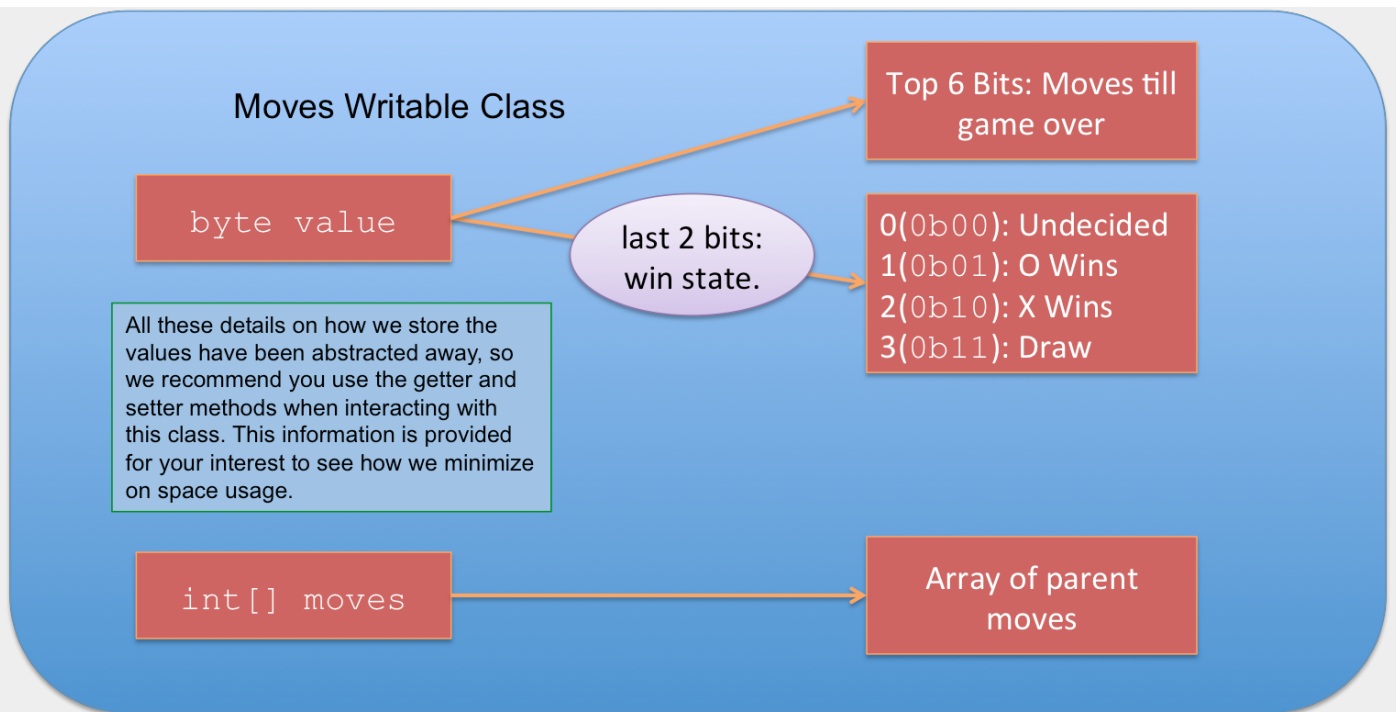 Moves Writable Class
Top 6 Bits: Moves till
game over
byte value
last 2 bits:
win state.
0(0b00): Undecided
1(0b01): O Wins
2(0b10): X Wins
3(0b11): Draw
All these details on how we store the
values have been abstracted away, so
we recommend you use the getter and
setter methods when interacting with
this class. This information is provided
for your interest to see how we minimize
on space usage.
int[] moves
Array of parent
moves